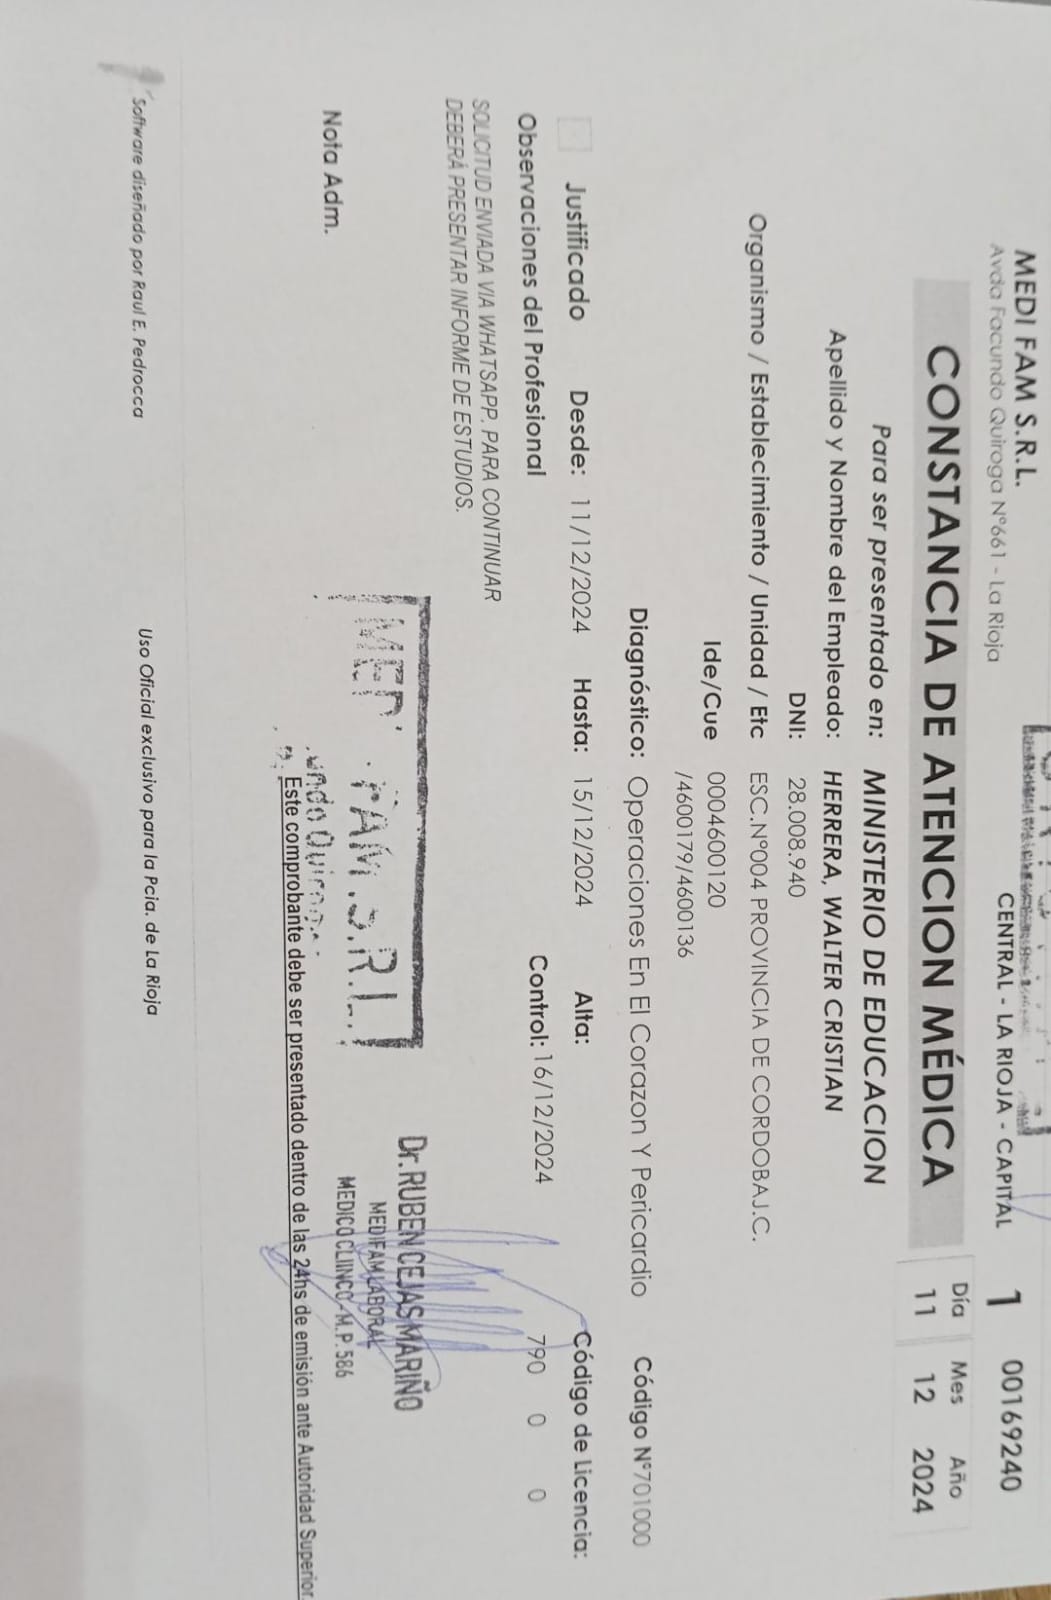 MEDI FAM S.R.L.
Avda Facundo Quiroga N°661 - La Rioja
CENTRAL - LA RIOJA - CAPITAL
1 00169240
CONSTANCIA DE ATENCION MÉDICA
Día Mes Año
11 12 2024
Para ser presentado en: MINISTERIO DE EDUCACION
Apellido y Nombre del Empleado: HERRERA, WALTER CRISTIAN
DNI: 28.008.940
Organismo / Establecimiento / Unidad / Etc ESC.N°004 PROVINCIA DE CORDOBAJ.C.
Ide/Cue 0004600120
/4600179/4600136
Diagnóstico: Operaciones En El Corazon Y Pericardio Código N°701000
Justificado Desde: 11/12/2024 Hasta: 15/12/2024 Alta: Código de Licencia:
Observaciones del Profesional Control: 16/12/2024 790 0 0
SOLICITUD ENVIADA VIA WHATSAPP. PARA CONTINUAR
DEBERÁ PRESENTAR INFORME DE ESTUDIOS.
Dr. RUBEN CEJAS MARIÑO
MEDIFAM LABORAL
MEDICO CLIINCO - M.P. 586
FAM.S.R.L.
Nota Adm.
Este comprobante debe ser presentado dentro de las 24hs de emisión ante Autoridad Superior.
Software diseñado por Raul E. Pedrocca
Uso Oficial exclusivo para la Pcia. de La Rioja